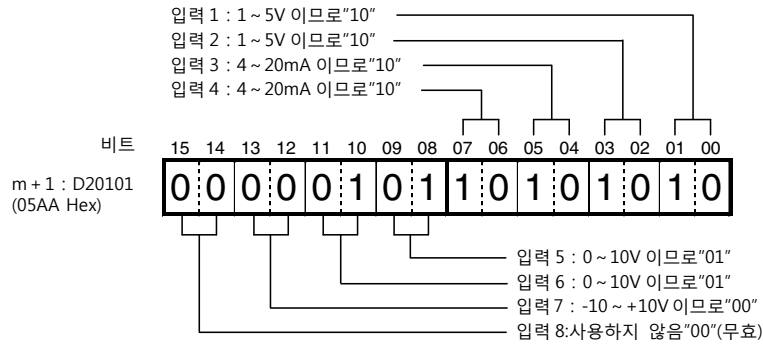 입력 1 : 1~5V 이므로"10"
입력 2 : 1~5V 이므로"10"
입력 3 : 4~20mA 이므로"10"
입력 4 : 4~20mA 이므로"10"
비트 15 14 13 12 11 10 09 08 07 06 05 04 03 02 01 00
m + 1 : D20101 0 0 0 0 0 1 0 1 1 0 1 0 1 0 1 0
(05AA Hex)
입력 5 : 0~10V 이므로"01"
입력 6 : 0~10V 이므로"01"
입력 7 : -10~+10V 이므로"00"
입력 8:사용하지 않음"00"(무효)